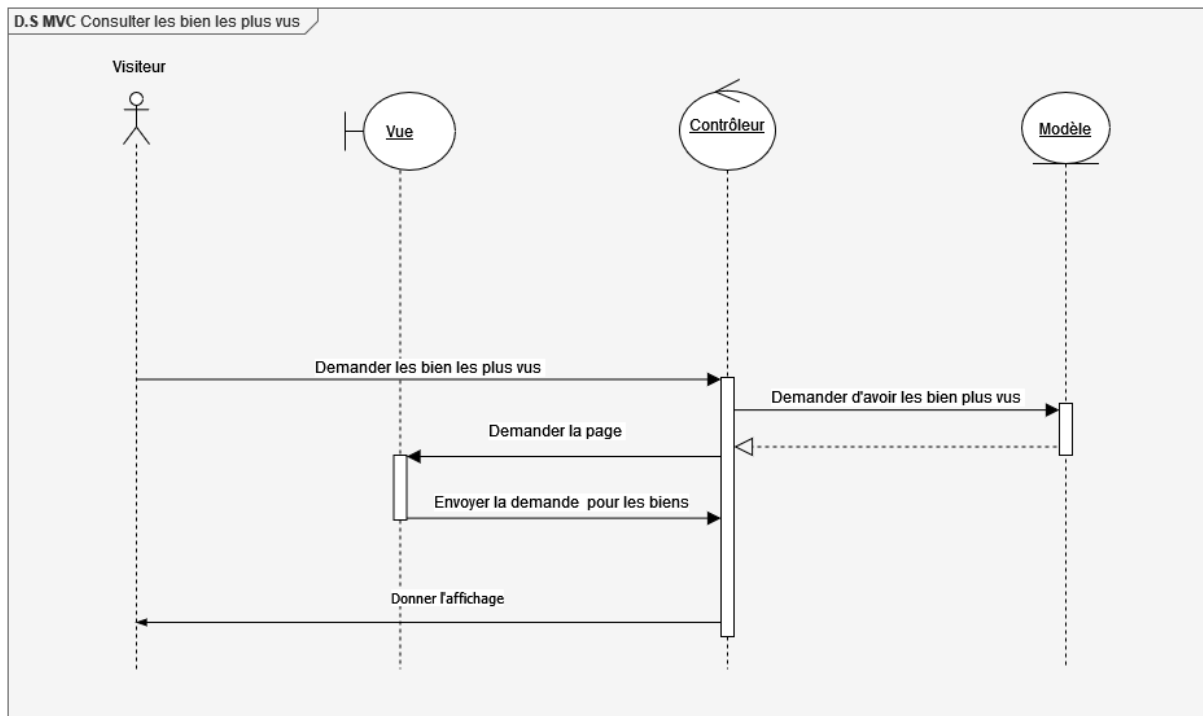 D.S MVC Consulter les bien les plus vus
Visiteur
Vue
Contrôleur
Modèle
Demander les bien les plus vus
Demander d'avoir les bien plus vus
Demander la page
Envoyer la demande pour les biens
Donner l'affichage